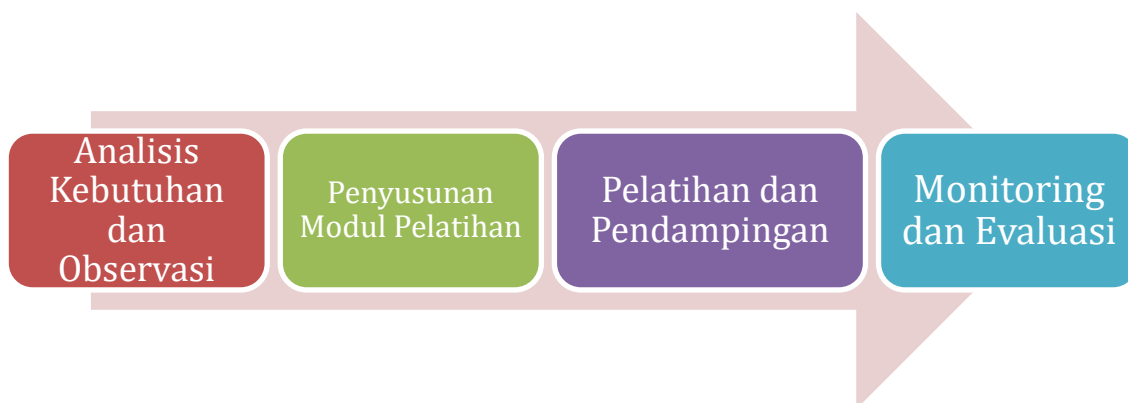 Analisis
Kebutuhan
dan
Observasi
Penyusunan
Modul Pelatihan
Pelatihan dan
Pendampingan
Monitoring
dan Evaluasi